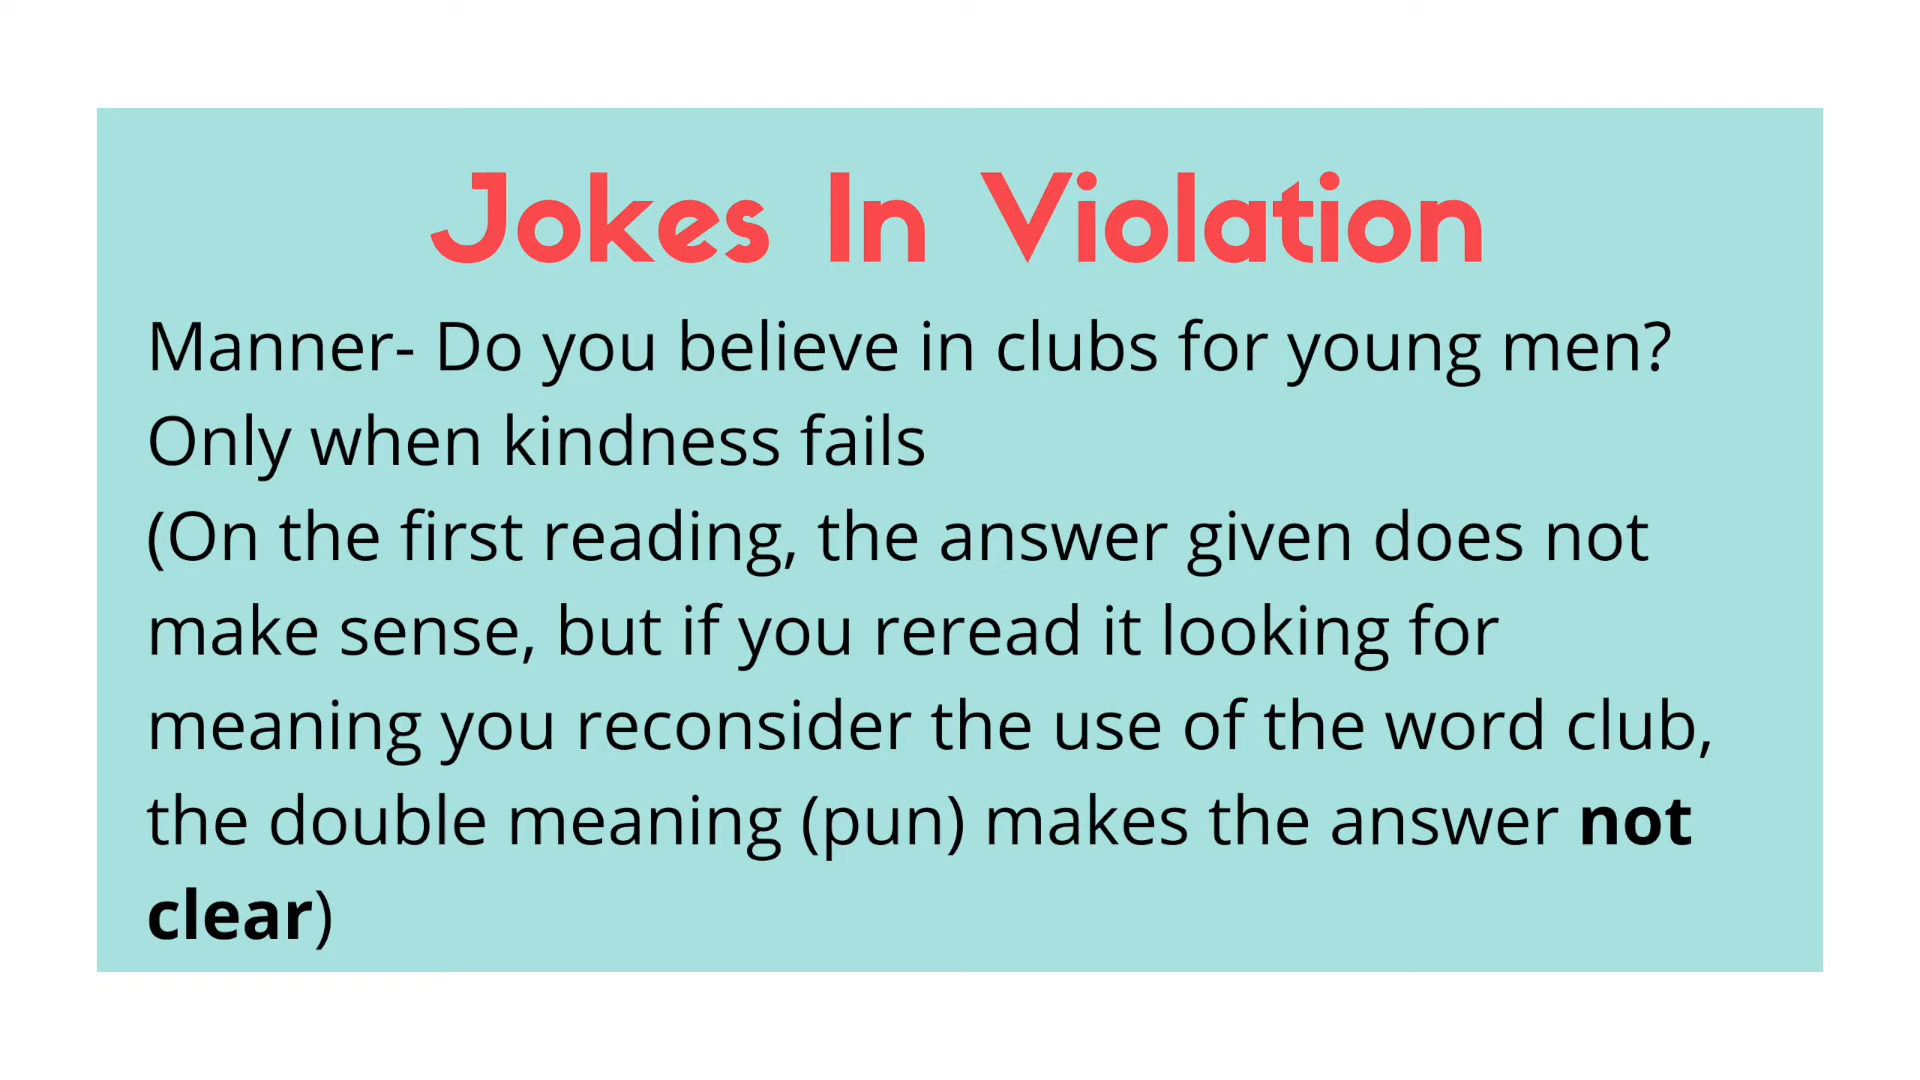 Jokes In Violation
Manner- Do you believe in clubs for young men?
Only when kindness fails
(On the first reading, the answer given does not
make sense, but if you reread it looking for
meaning you reconsider the use of the word club,
the double meaning (pun) makes the answer not
clear)